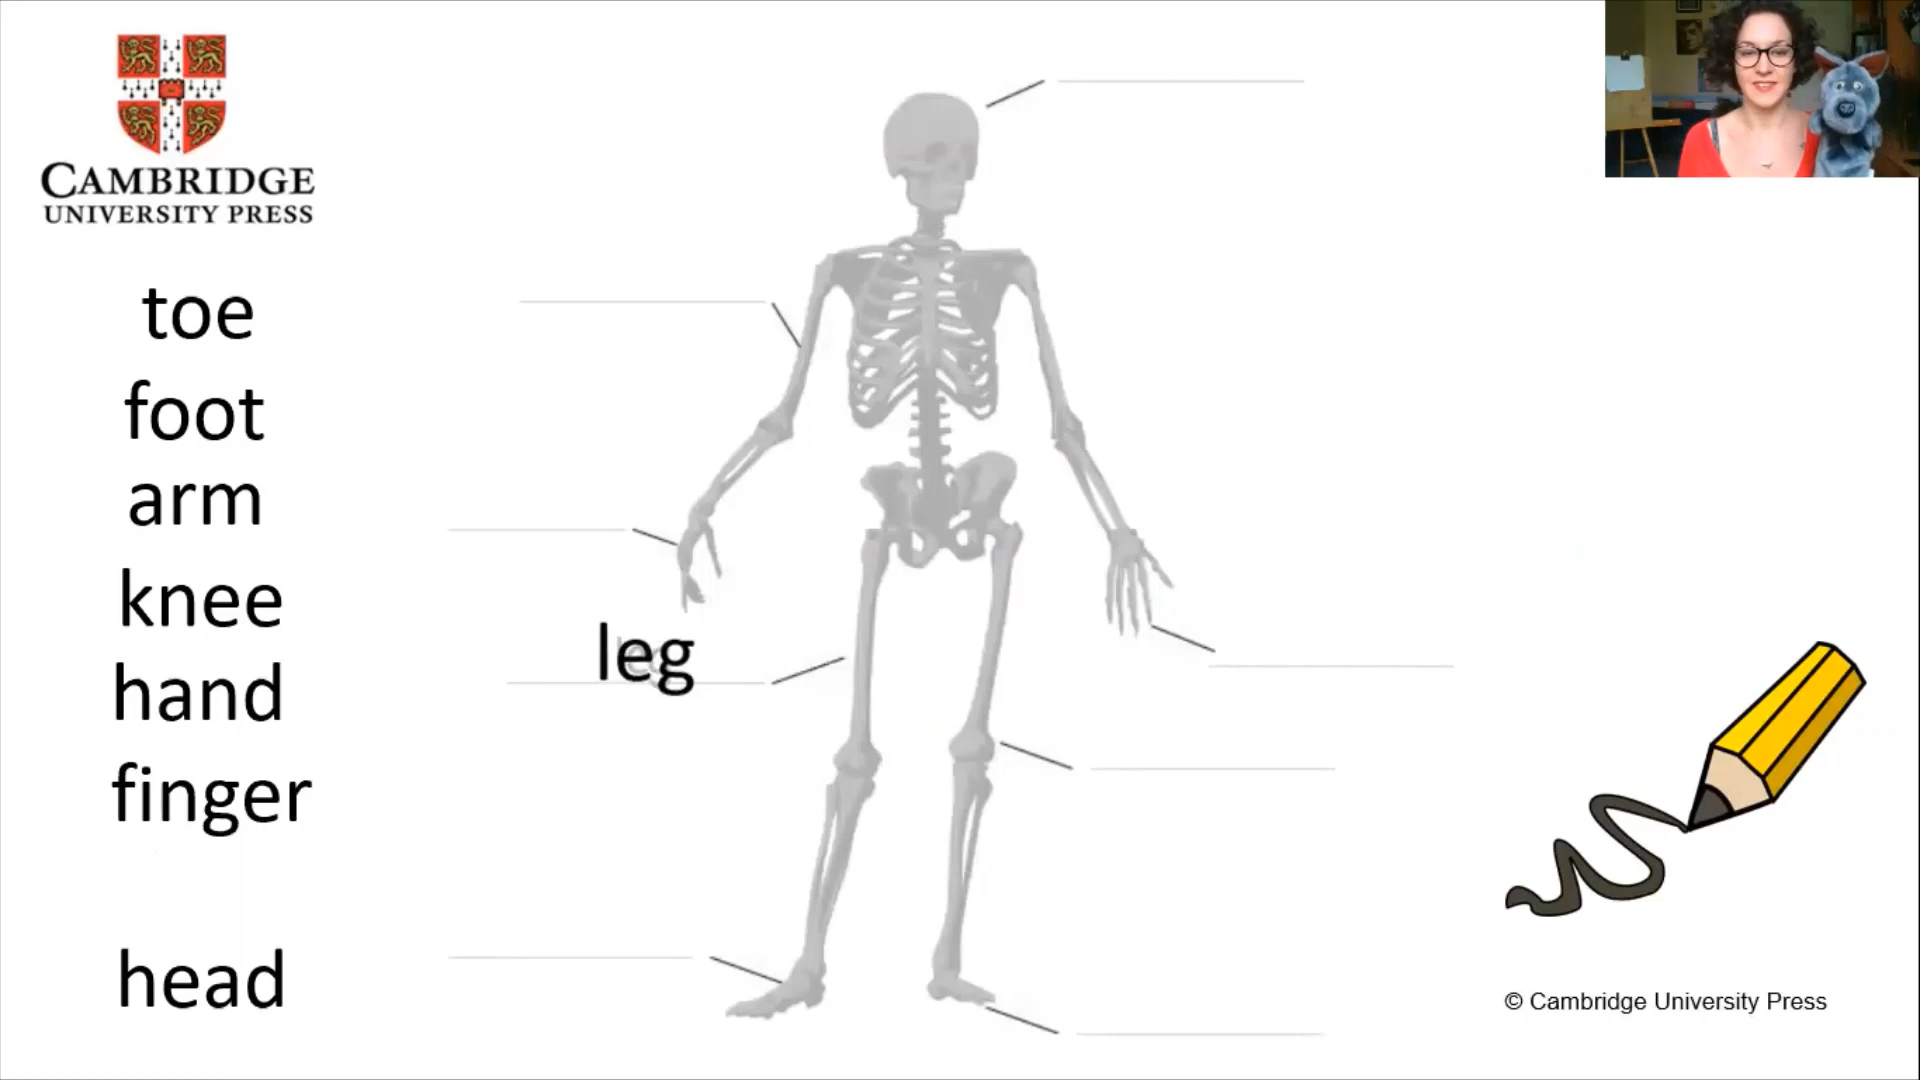 CAMBRIDGE
UNIVERSITY PRESS
toe
foot
arm
knee
hand
finger
head
leg
© Cambridge University Press